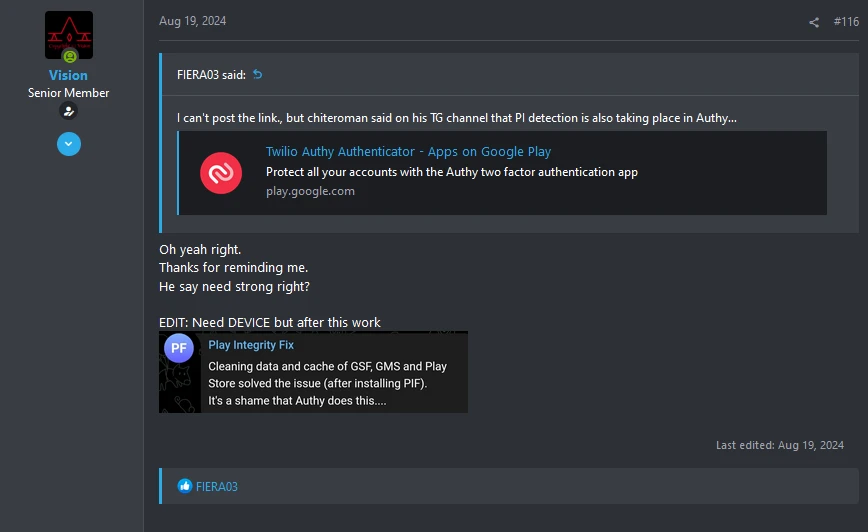 Aug 19, 2024
#116
Vision
Senior Member
FIERA03 said:
I can't post the link., but chiteroman said on his TG channel that PI detection is also taking place in Authy...
Twilio Authy Authenticator - Apps on Google Play
Protect all your accounts with the Authy two factor authentication app
play.google.com
Oh yeah right.
Thanks for reminding me.
He say need strong right?
EDIT: Need DEVICE but after this work
PF
Play Integrity Fix
Cleaning data and cache of GSF, GMS and Play
Store solved the issue (after installing PIF).
It's a shame that Authy does this....
Last edited: Aug 19, 2024
FIERA03